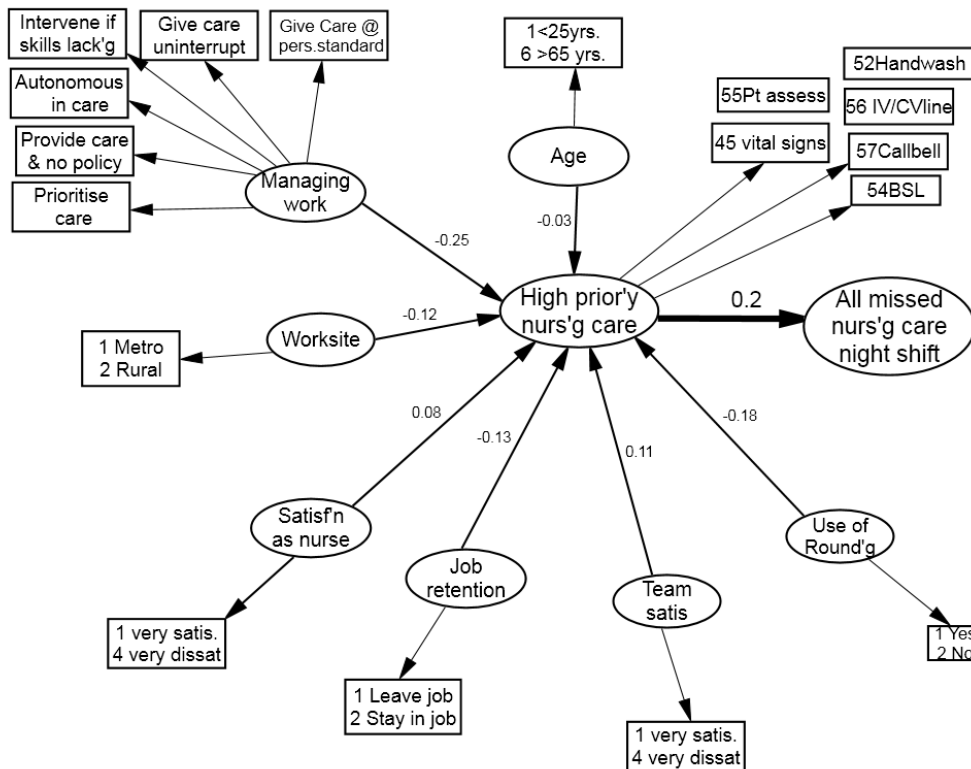 Intervene if
skills lack'g
Give care
uninterrupt
Give Care @
pers.standard
1<25yrs.
6 >65 yrs.
52Handwash
55Pt assess
56 IV/CVline
Autonomous
in care
45 vital signs
57Callbell
Provide care
& no policy
Age
54BSL
Prioritise
care
Managing
work
-0.03
-0.25
High prior'y
nurs'g care
0.2
All missed
nurs'g care
night shift
-0.12
Worksite
1 Metro
2 Rural
0.08
-0.13
0.11
-0.18
Satisf'n
as nurse
Use of
Round'g
Job
retention
Team
satis
1 very satis.
4 very dissat
1 Yes
2 No
1 Leave job
2 Stay in job
1 very satis.
4 very dissat